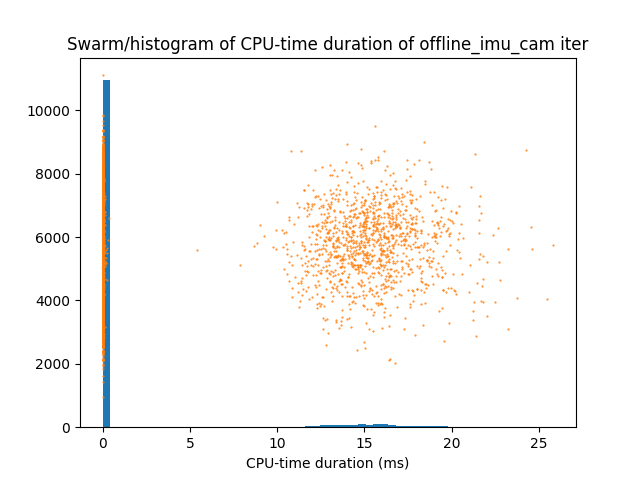 Swarm/histogram of CPU-time duration of offline_imu_cam iter
10000
8000
6000
4000
2000
0
0 5 10 15 20 25
CPU-time duration (ms)